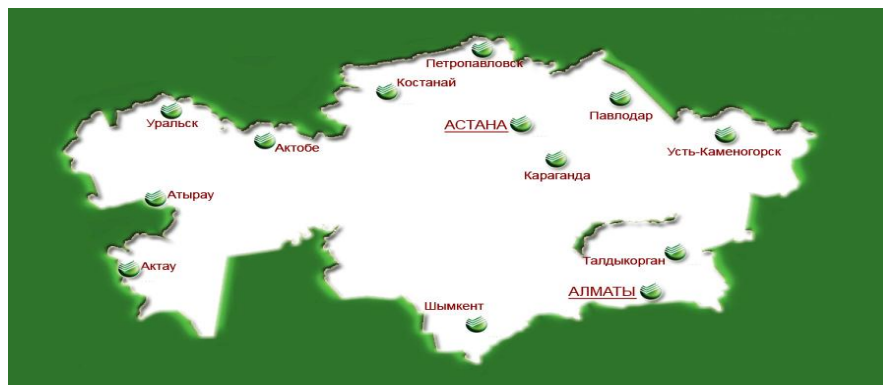 Петропавловск
Костанай
Павлодар
Уральск
АСТАНА
Актобе
Усть-Каменогорск
Караганда
Атырау
Талдыкорган
Актау
АЛМАТЫ
Шымкент